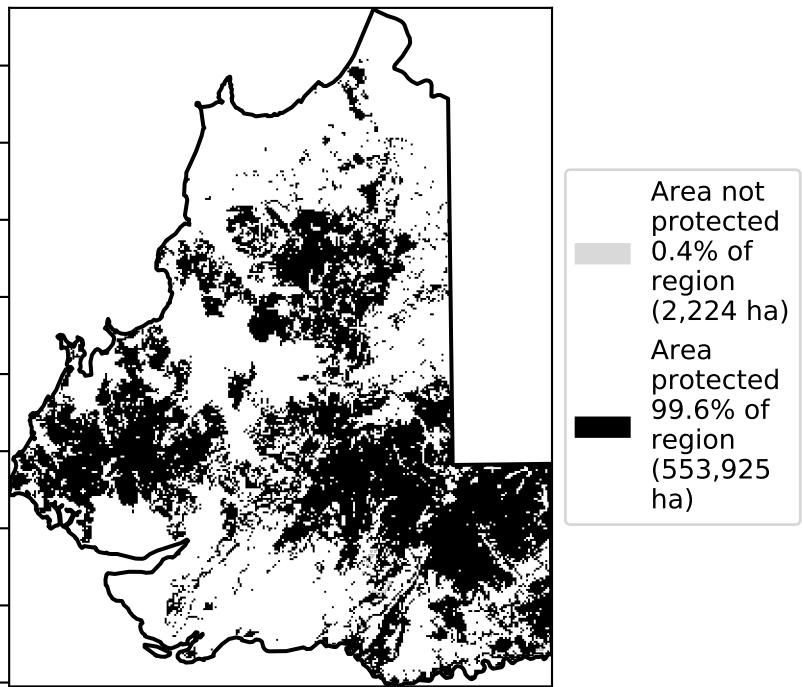 Area not
protected
0.4% of
region
(2,224 ha)
Area
protected
99.6% of
region
(553,925
ha)